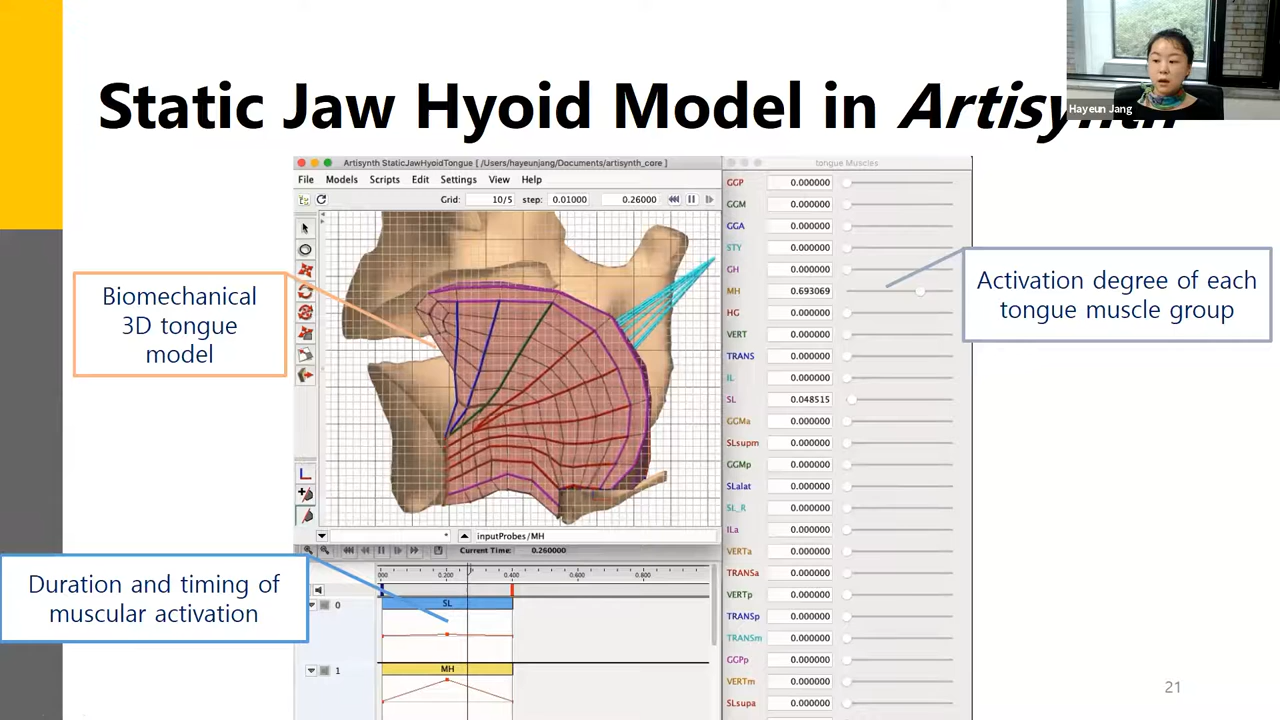 Static Jaw Hyoid Model in Artisynth
Hayeun Jang
Artisynth StaticJawHyoidTongue [ /Users/hayeunjang/Documents/artisynth_core ]
File Models Scripts Edit Settings View Help
Grid: 10/5 step: 0.01000 0.26000
tongue Muscles
GGP 0.000000
GGM 0.000000
GGA 0.000000
STY 0.000000
GH 0.000000
MH 0.693069
HG 0.000000
VERT 0.000000
TRANS 0.000000
IL 0.000000
SL 0.048515
GGMa 0.000000
SLsupm 0.000000
GGMp 0.000000
SLalat 0.000000
SL_R 0.000000
ILa 0.000000
VERTa 0.000000
TRANSa 0.000000
VERTp 0.000000
TRANSp 0.000000
TRANSm 0.000000
GGPp 0.000000
VERTm 0.000000
SLsupa 0.000000
Biomechanical
3D tongue
model
Activation degree of each
tongue muscle group
* inputProbes/MH
Current Time: 0.260000
Duration and timing of
muscular activation
000 0.200 0.400 0.600 0.800
0 SL
1 MH
21